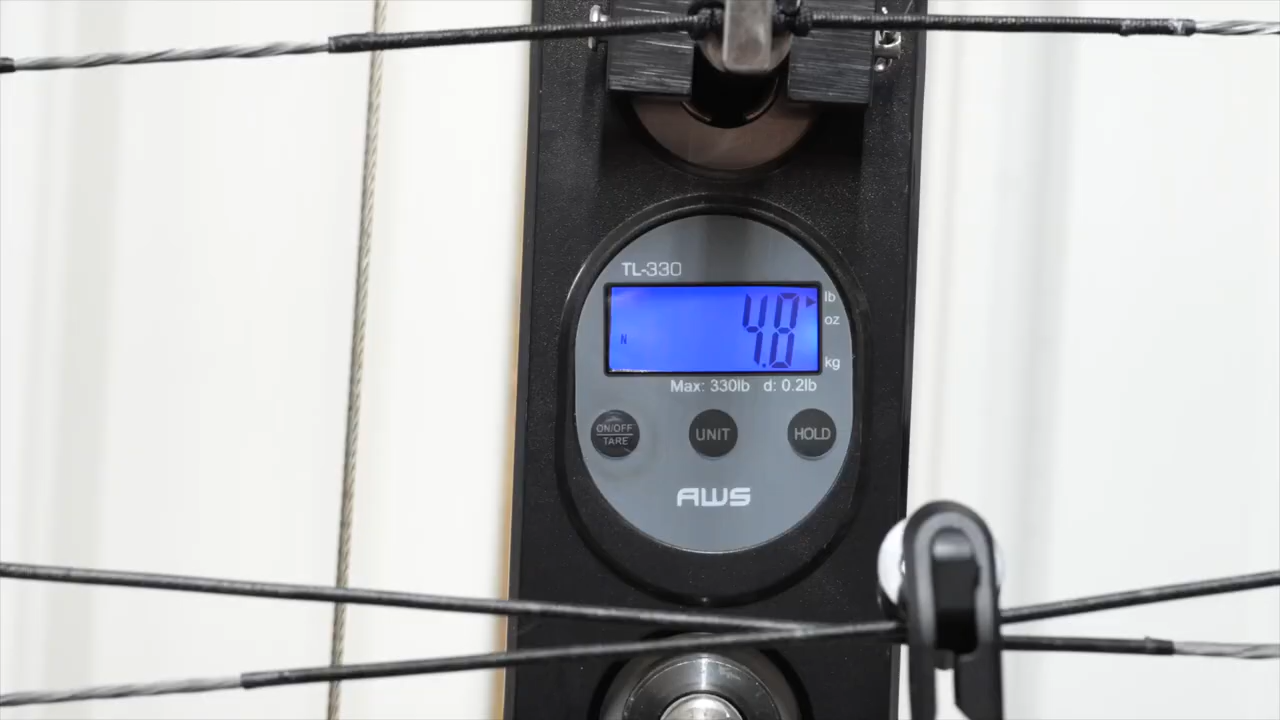 TL-330
4.8
lb
oz
N
kg
Max: 330lb d: 0.2lb
ON/OFF
TARE
UNIT
HOLD
AWS